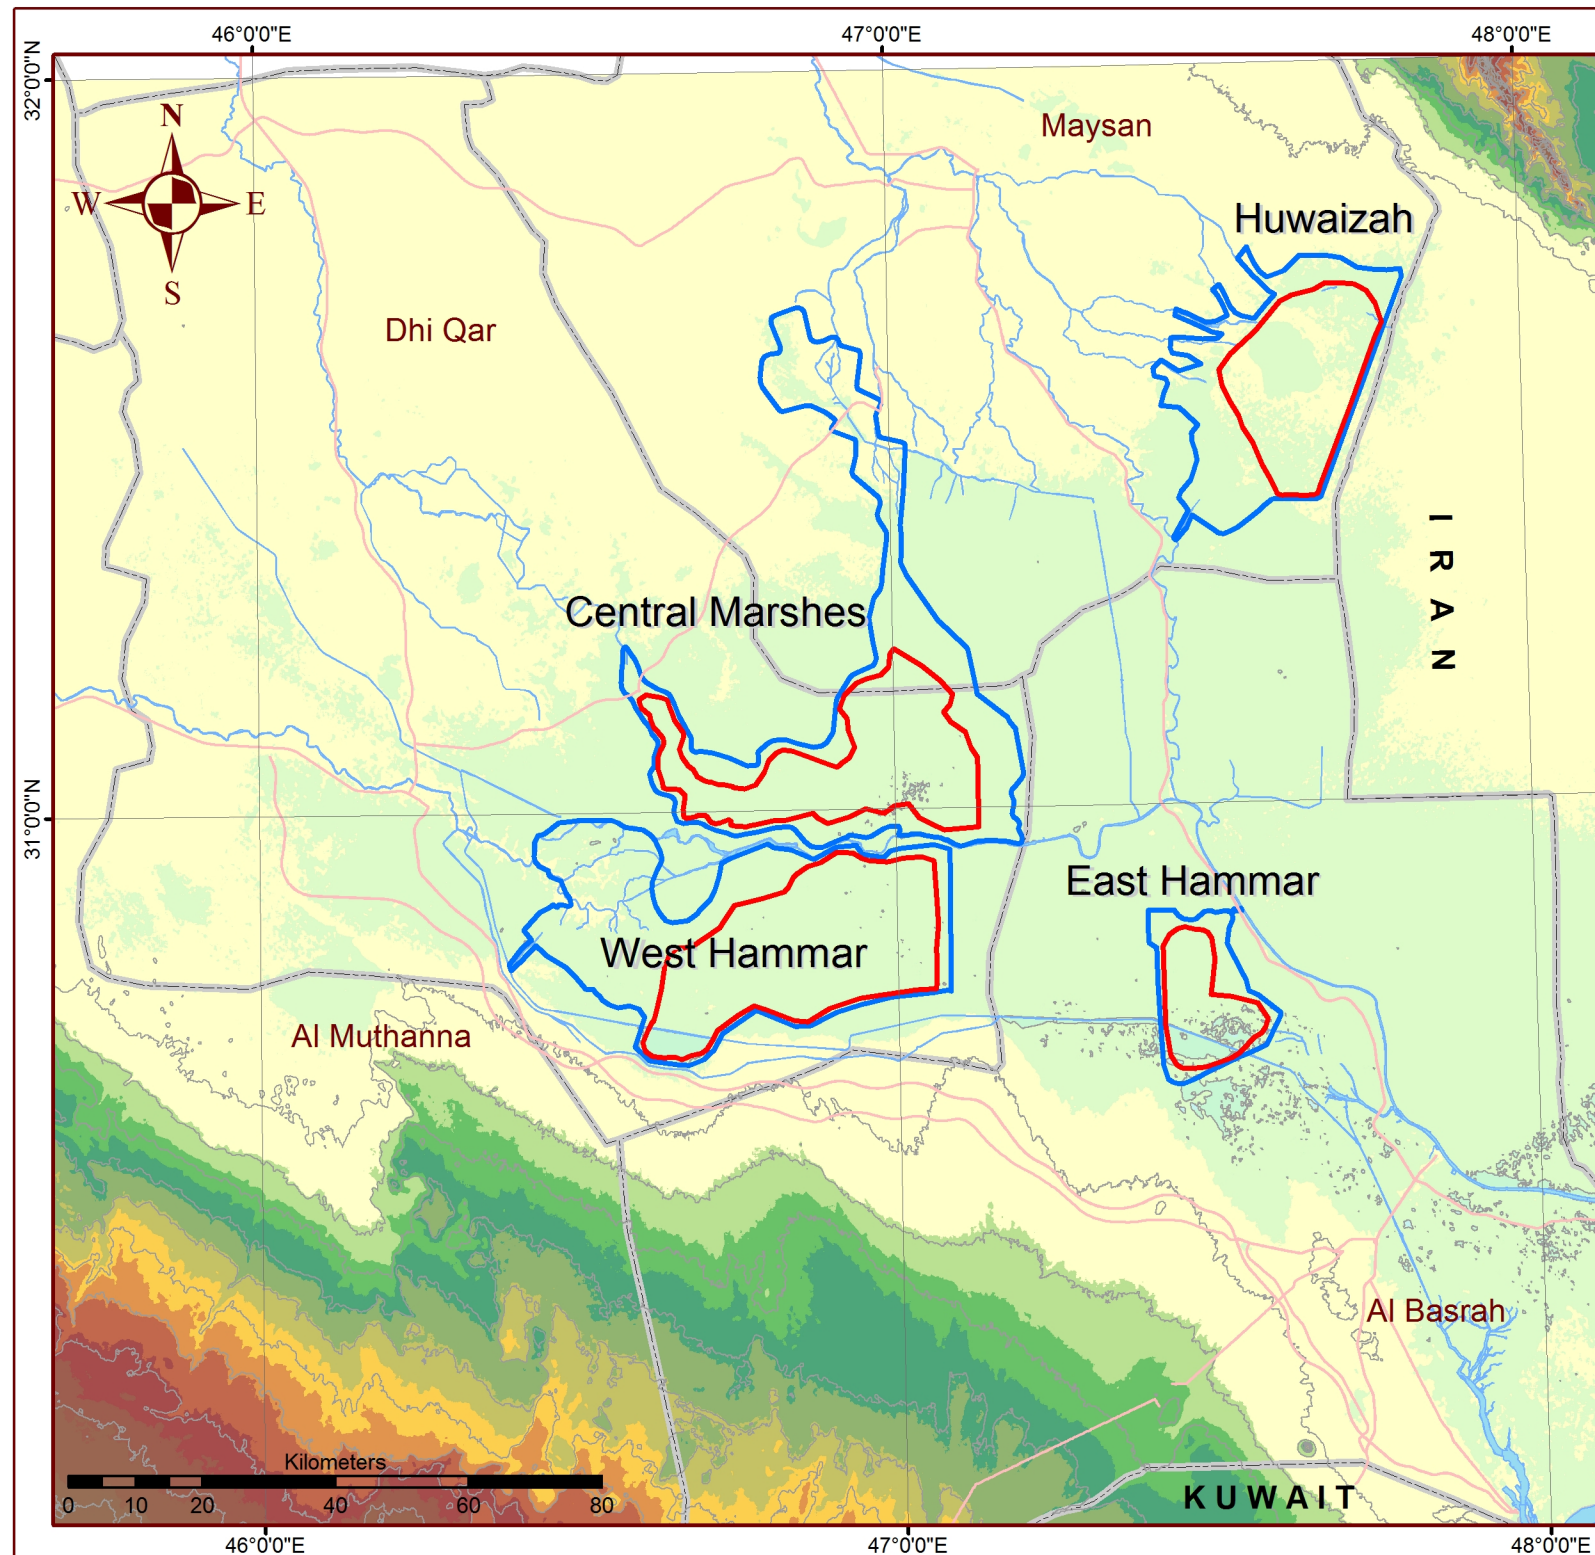 46°0'0"E
47°0'0"E
48°0'0"E
32°0'0"N
N
W
E
S
Maysan
Huwaizah
Dhi Qar
IRAN
Central Marshes
31°0'0"N
East Hammar
West Hammar
Al Muthanna
Al Basrah
Kilometers
0 10 20 40 60 80
KUWAIT
46°0'0"E
47°0'0"E
48°0'0"E